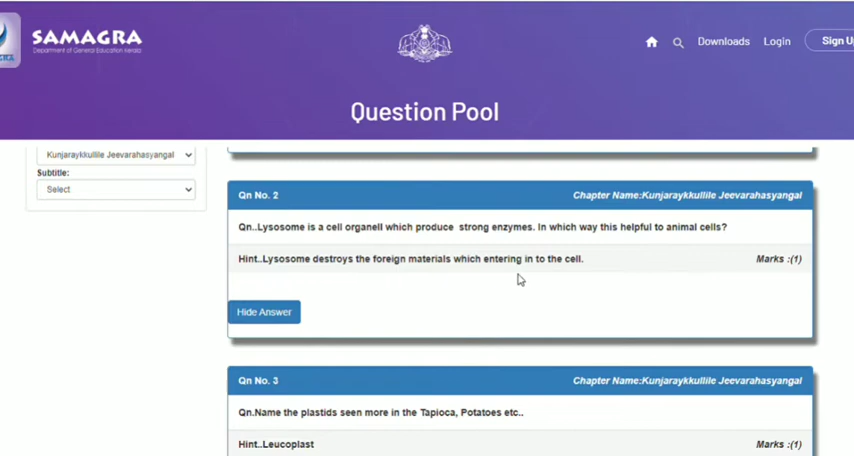 SAMAGRA
Department of General Education Kerala
Downloads
Login
Question Pool
Kunjaraykkullile Jeevarahasyangal
Subtitle:
Select
Qn No. 2
Chapter Name:Kunjaraykkullile Jeevarahasyangal
Qn..Lysosome is a cell organell which produce strong enzymes. In which way this helpful to animal cells?
Hint..Lysosome destroys the foreign materials which entering in to the cell.
Marks :(1)
Hide Answer
Qn No. 3
Chapter Name:Kunjaraykkullile Jeevarahasyangal
Qn.Name the plastids seen more in the Tapioca, Potatoes etc..
Hint..Leucoplast
Marks :(1)